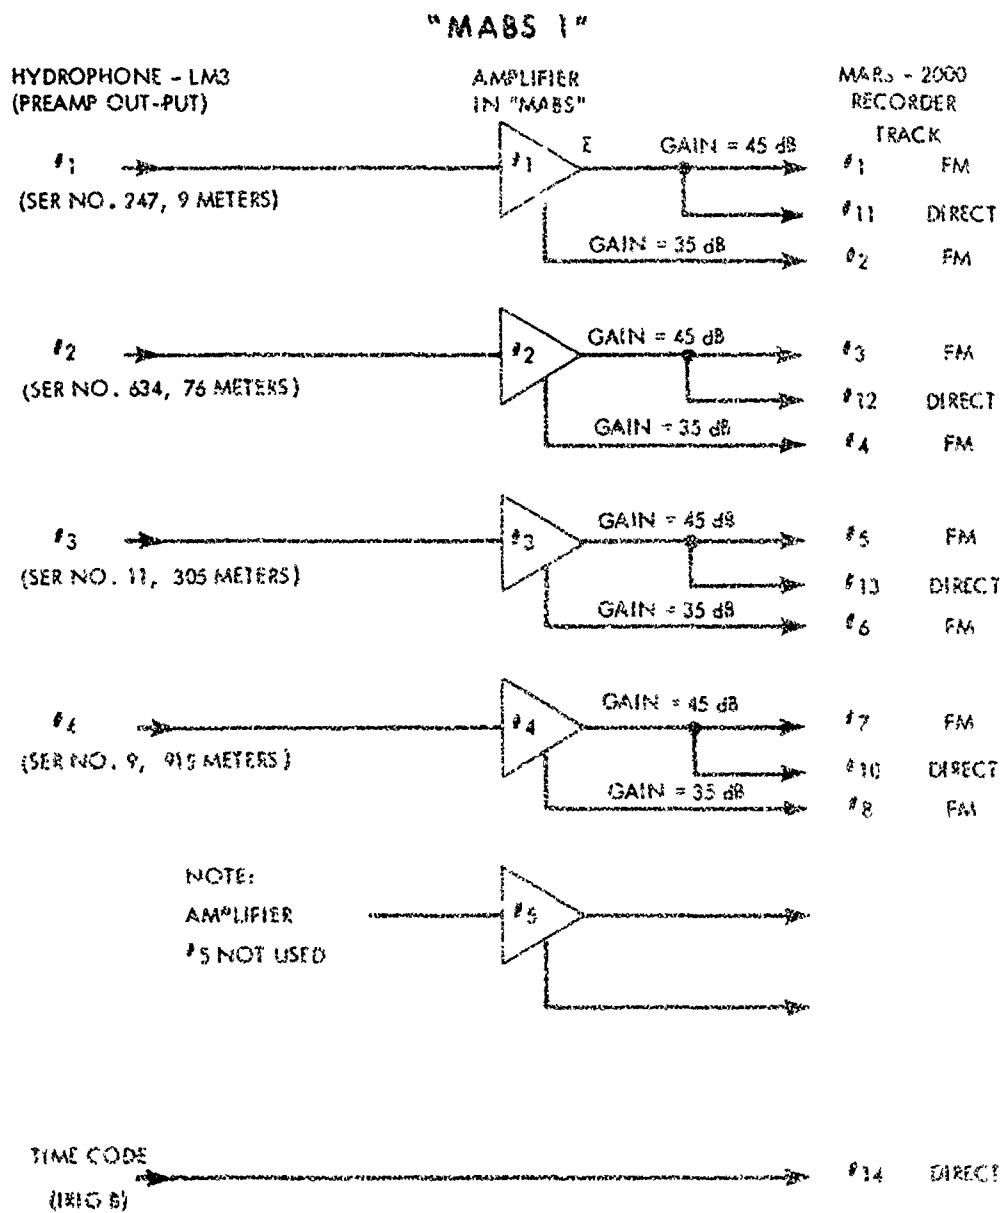 "MABS 1"
HYDROPHONE - LM3
(PREAMP OUT-PUT)
AMPLIFIER
IN "MABS"
MARS - 2000
RECORDER
TRACK
#1
(SER NO. 247, 9 METERS)
#1
Σ
GAIN = 45 dB
#1 FM
#11 DIRECT
GAIN = 35 dB
#2 FM
#2
(SER NO. 634, 76 METERS)
#2
GAIN = 45 dB
#3 FM
#12 DIRECT
GAIN = 35 dB
#4 FM
#3
(SER NO. 11, 305 METERS)
#3
GAIN = 45 dB
#5 FM
#13 DIRECT
GAIN = 35 dB
#6 FM
#4
(SER NO. 9, 915 METERS)
#4
GAIN = 45 dB
#7 FM
#10 DIRECT
GAIN = 35 dB
#8 FM
NOTE:
AMPLIFIER
#5 NOT USED
#5
TIME CODE
(IRIG B)
#14 DIRECT